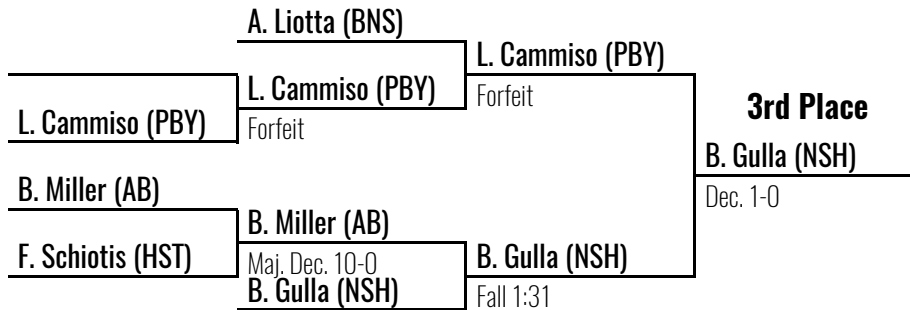 A. Liotta (BNS)
L. Cammiso (PBY)
L. Cammiso (PBY)
Forfeit
3rd Place
L. Cammiso (PBY)
Forfeit
B. Gulla (NSH)
B. Miller (AB)
Dec. 1-0
B. Miller (AB)
F. Schiotis (HST)
Maj. Dec. 10-0
B. Gulla (NSH)
B. Gulla (NSH)
Fall 1:31